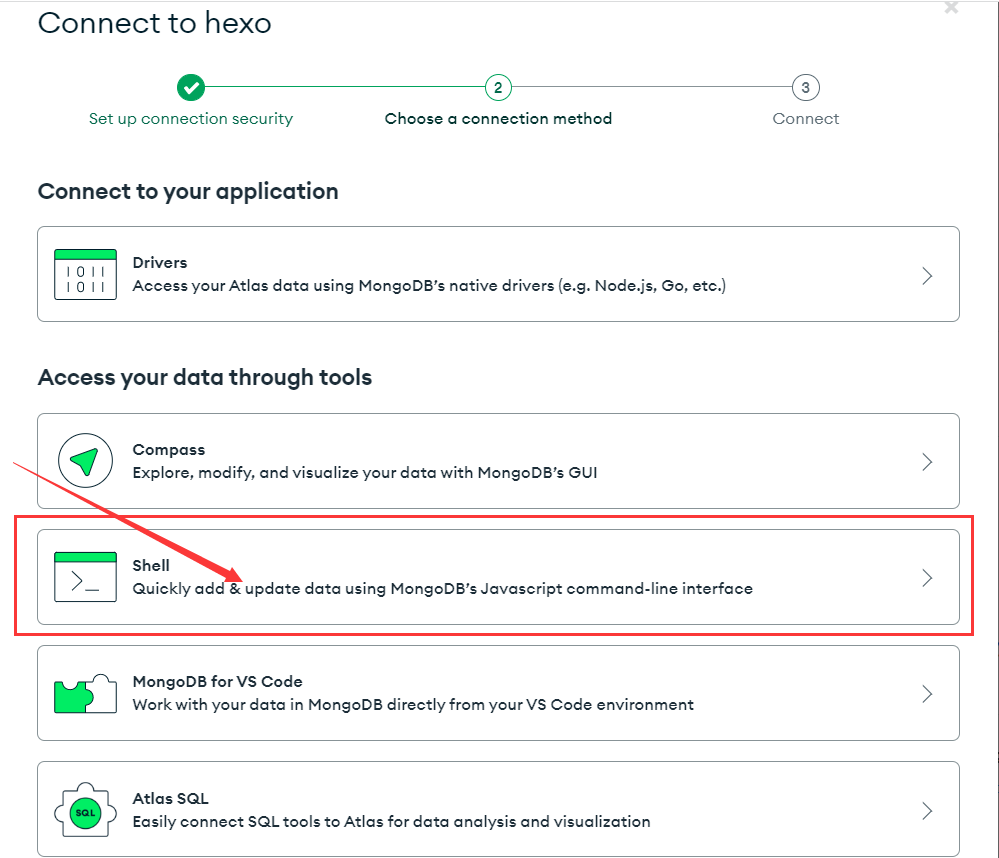 Connect to hexo
2
3
Set up connection security
Choose a connection method
Connect
Connect to your application
1011
1011
Drivers
Access your Atlas data using MongoDB's native drivers (e.g. Node.js, Go, etc.)
Access your data through tools
Compass
Explore, modify, and visualize your data with MongoDB's GUI
>_
Shell
Quickly add & update data using MongoDB's Javascript command-line interface
MongoDB for VS Code
Work with your data in MongoDB directly from your VS Code environment
SQL
Atlas SQL
Easily connect SQL tools to Atlas for data analysis and visualization